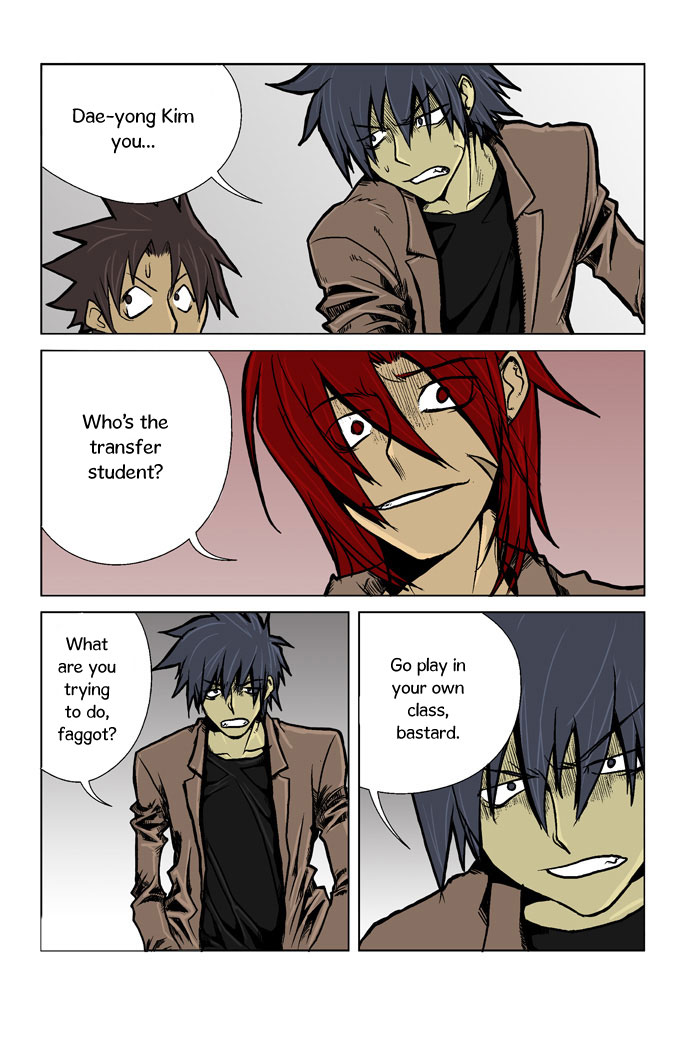 Dae-yong Kim
you...
Who's the
transfer
student?
What
are you
trying
to do,
faggot?
Go play in
your own
class,
bastard.